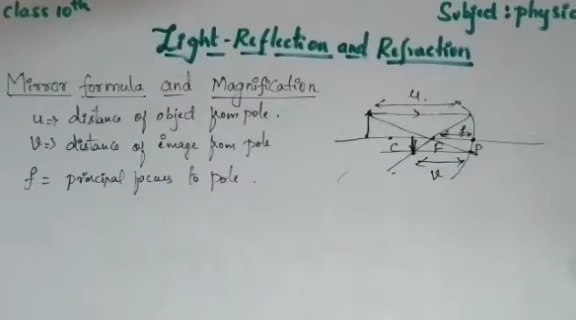 Class 10th
Subject : physic
Light-Reflection and Refraction
Mirror formula and Magnification
u => distance of object from pole.
v => distance of image from pole
f = principal focus to pole.
u
f
C F P
v